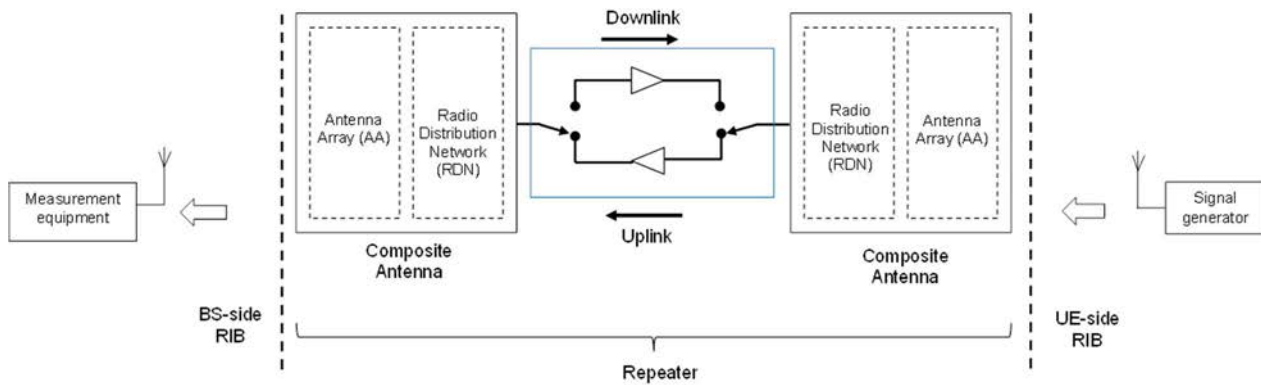 Downlink
Antenna
Array (AA)
Radio
Distribution
Network
(RDN)
Radio
Distribution
Network
(RDN)
Antenna
Array (AA)
Measurement
equipment
Signal
generator
Uplink
Composite
Antenna
Composite
Antenna
BS-side
RIB
UE-side
RIB
Repeater